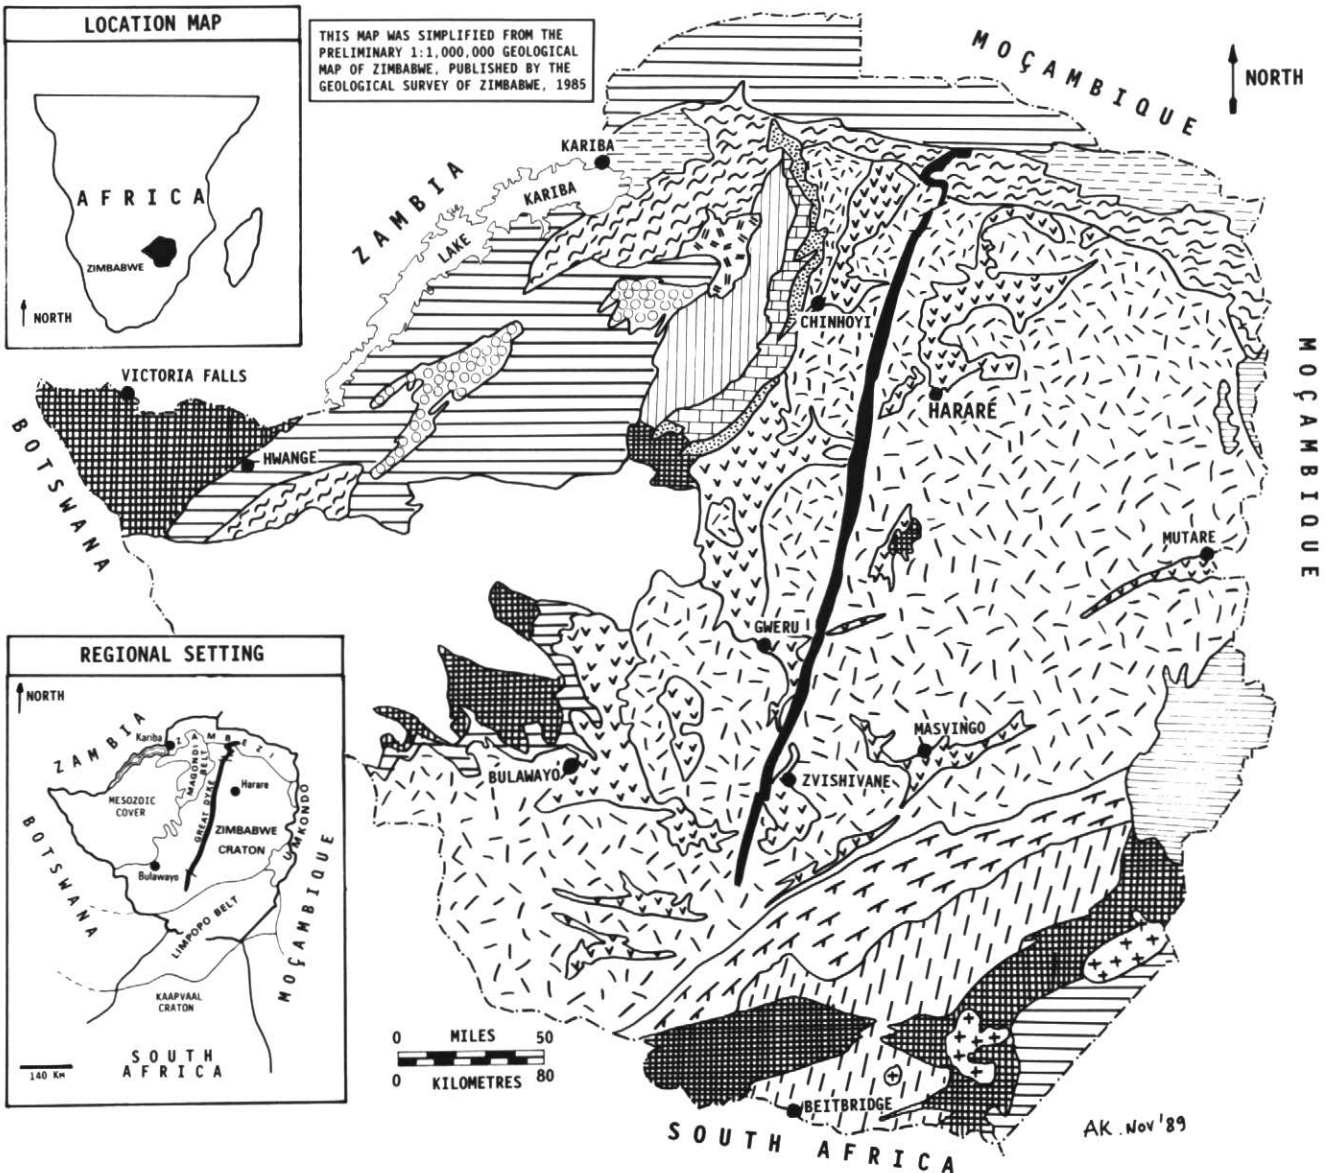 LOCATION MAP
AFRICA
ZIMBABWE
NORTH
THIS MAP WAS SIMPLIFIED FROM THE
PRELIMINARY 1:1,000,000 GEOLOGICAL
MAP OF ZIMBABWE, PUBLISHED BY THE
GEOLOGICAL SURVEY OF ZIMBABWE, 1985
MOÇAMBIQUE
NORTH
ZAMBIA
KARIBA
LAKE
KARIBA
CHINHOYI
HARARÉ
VICTORIA FALLS
HWANGE
BOTSWANA
MOÇAMBIQUE
MUTARE
GWERU
MASVINGO
BULAWAYO
ZVISHIVANE
BEITBRIDGE
SOUTH AFRICA
REGIONAL SETTING
NORTH
ZAMBIA
Kariba
ZAMBEZI
MAGONDI
BELT
MESOZOIC
COVER
GREAT DYKE
Harare
ZIMBABWE
CRATON
UMKONDO
Bulawayo
BOTSWANA
LIMPOPO BELT
MOÇAMBIQUE
KAAPVAAL
CRATON
SOUTH
AFRICA
140 Km
0 MILES 50
0 KILOMETRES 80
AK. Nov '89